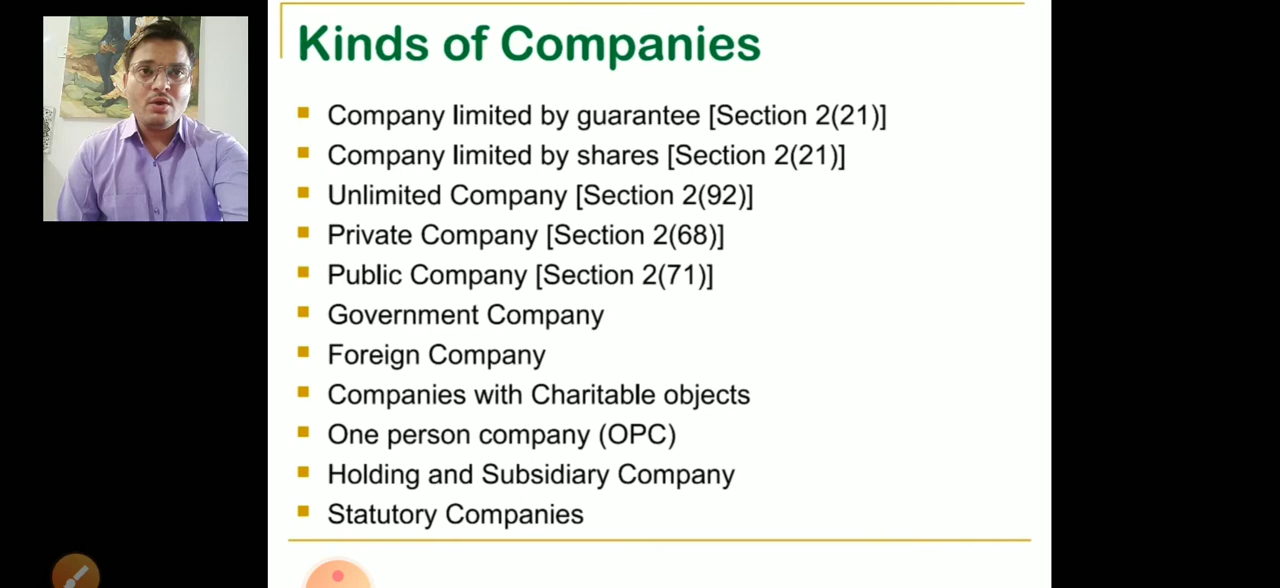 Kinds of Companies
Company limited by guarantee [Section 2(21)]
Company limited by shares [Section 2(21)]
Unlimited Company [Section 2(92)]
Private Company [Section 2(68)]
Public Company [Section 2(71)]
Government Company
Foreign Company
Companies with Charitable objects
One person company (OPC)
Holding and Subsidiary Company
Statutory Companies